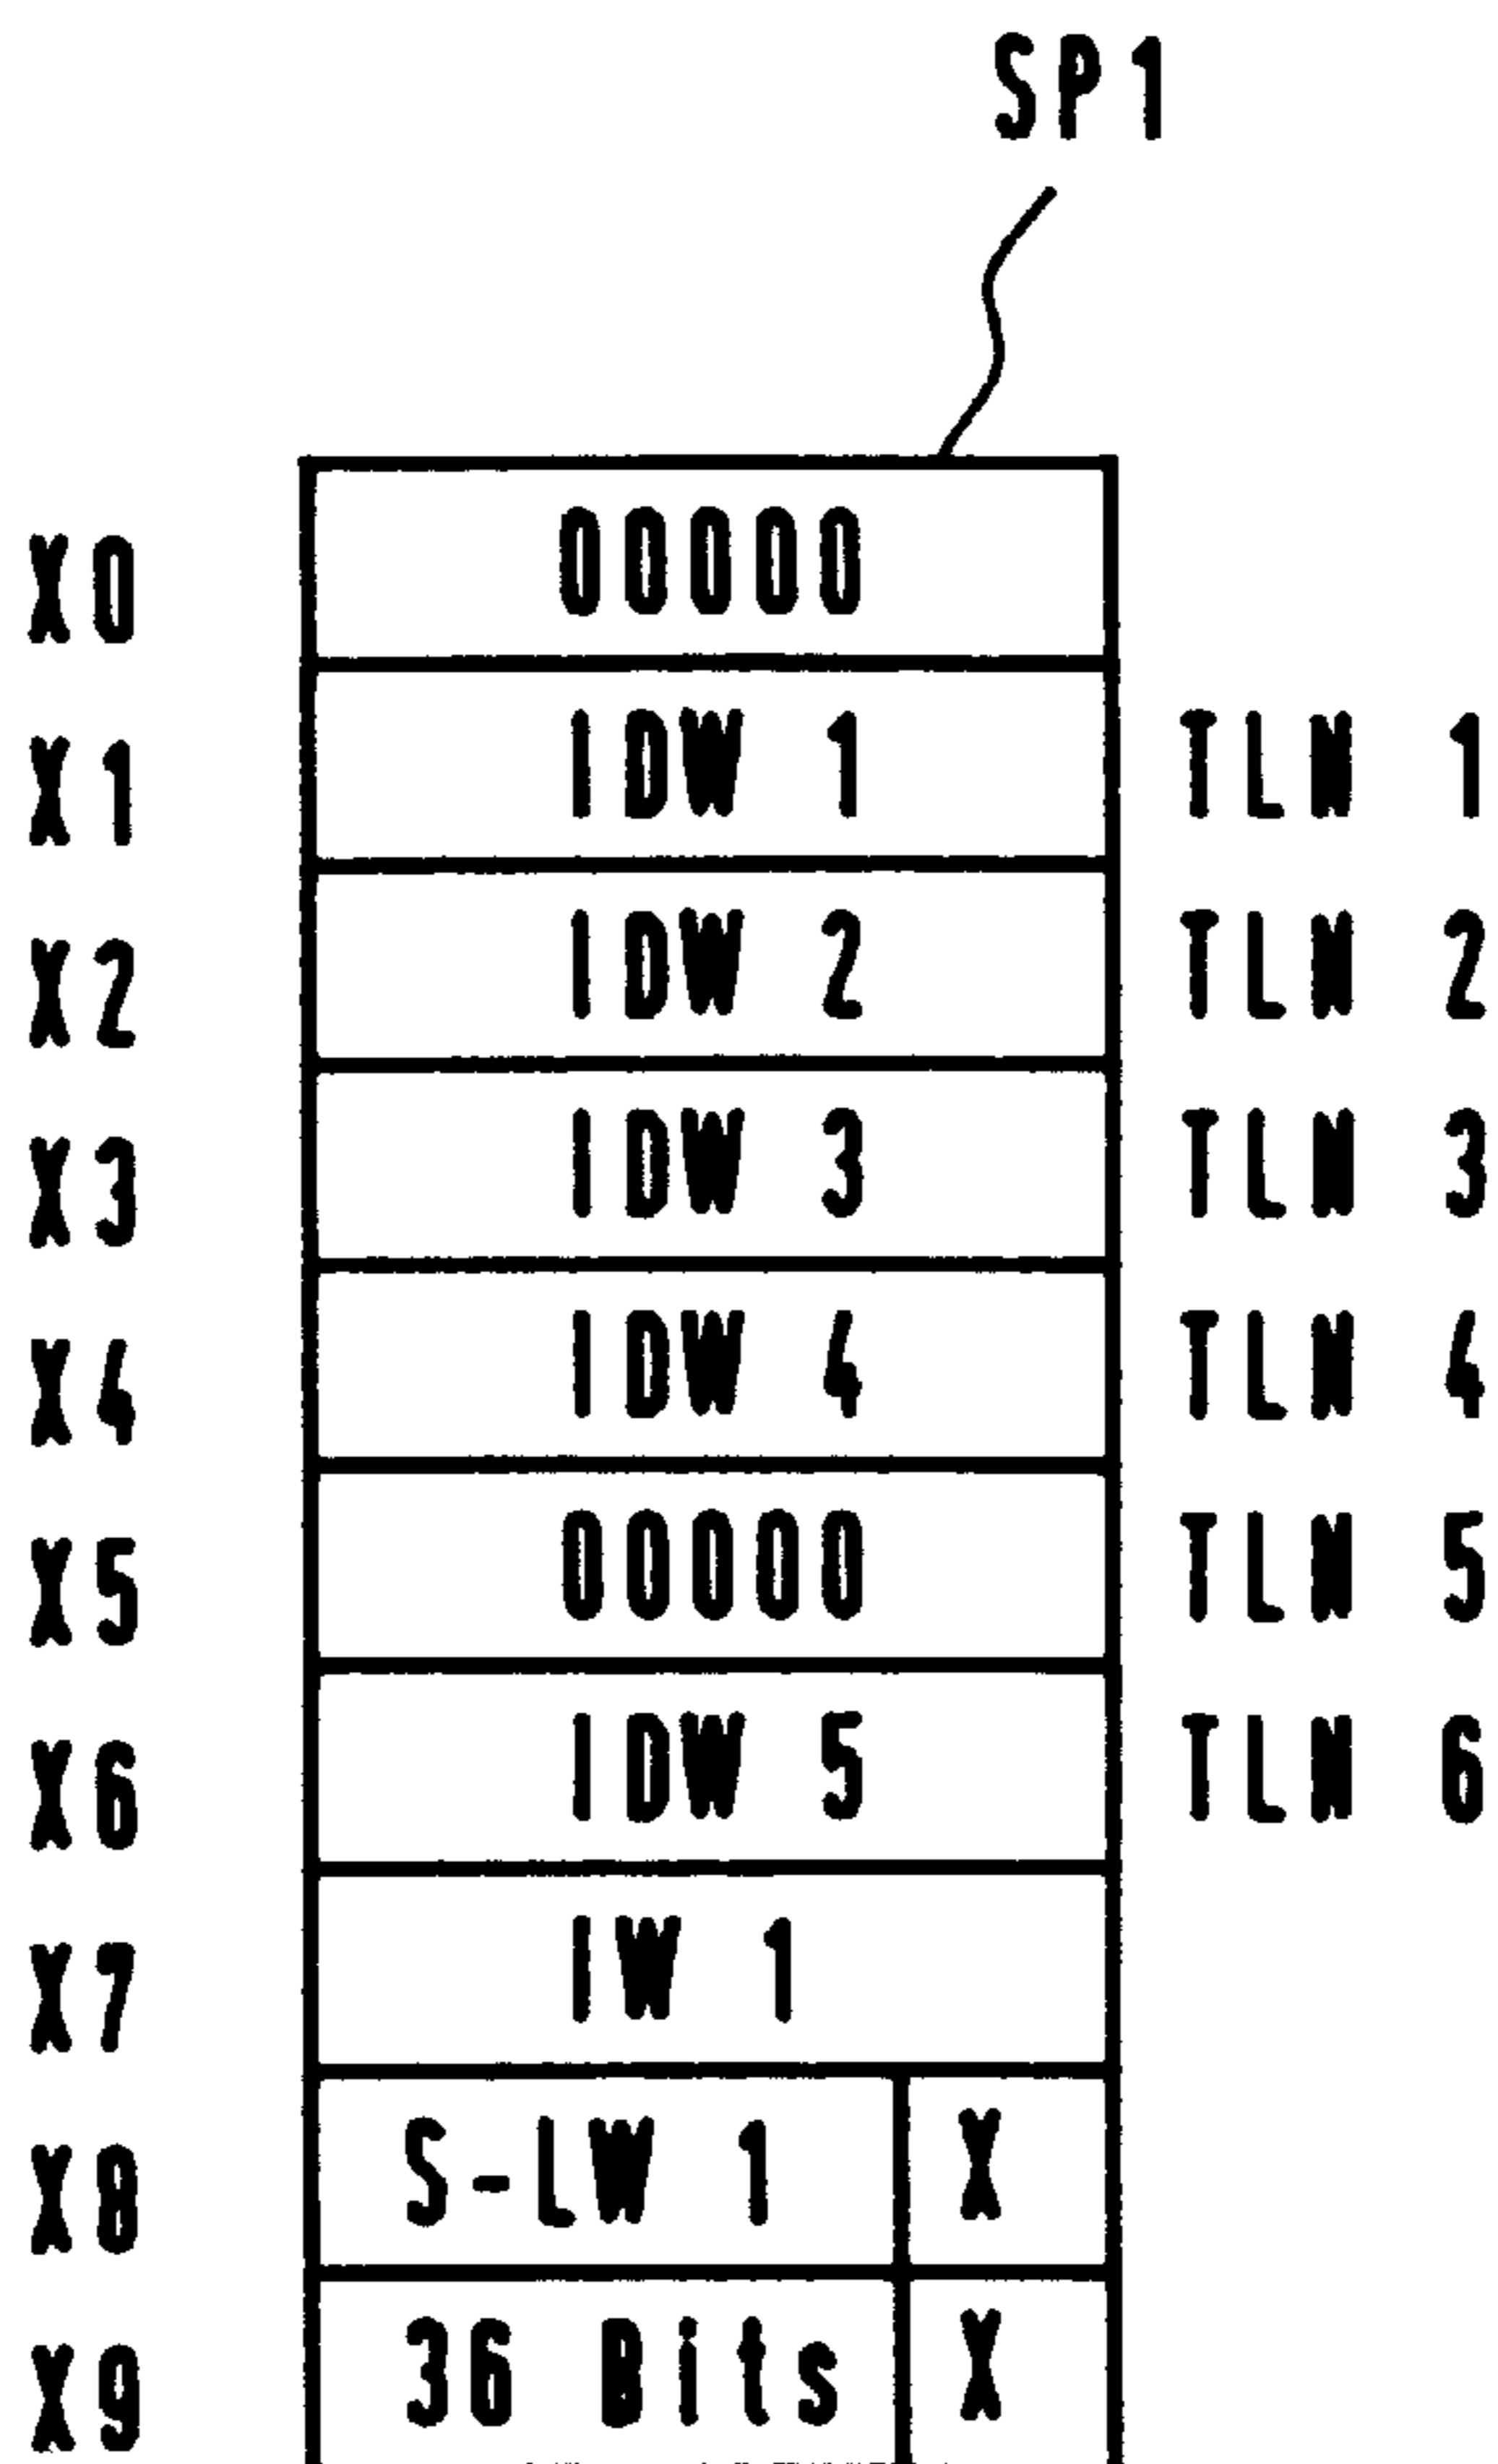 SP1
X0 00000
X1 IDW 1 TLN 1
X2 IDW 2 TLN 2
X3 IDW 3 TLN 3
X4 IDW 4 TLN 4
X5 00000 TLN 5
X6 IDW 5 TLN 6
X7 IW 1
X8 S-LW 1 X
X9 36 Bits X